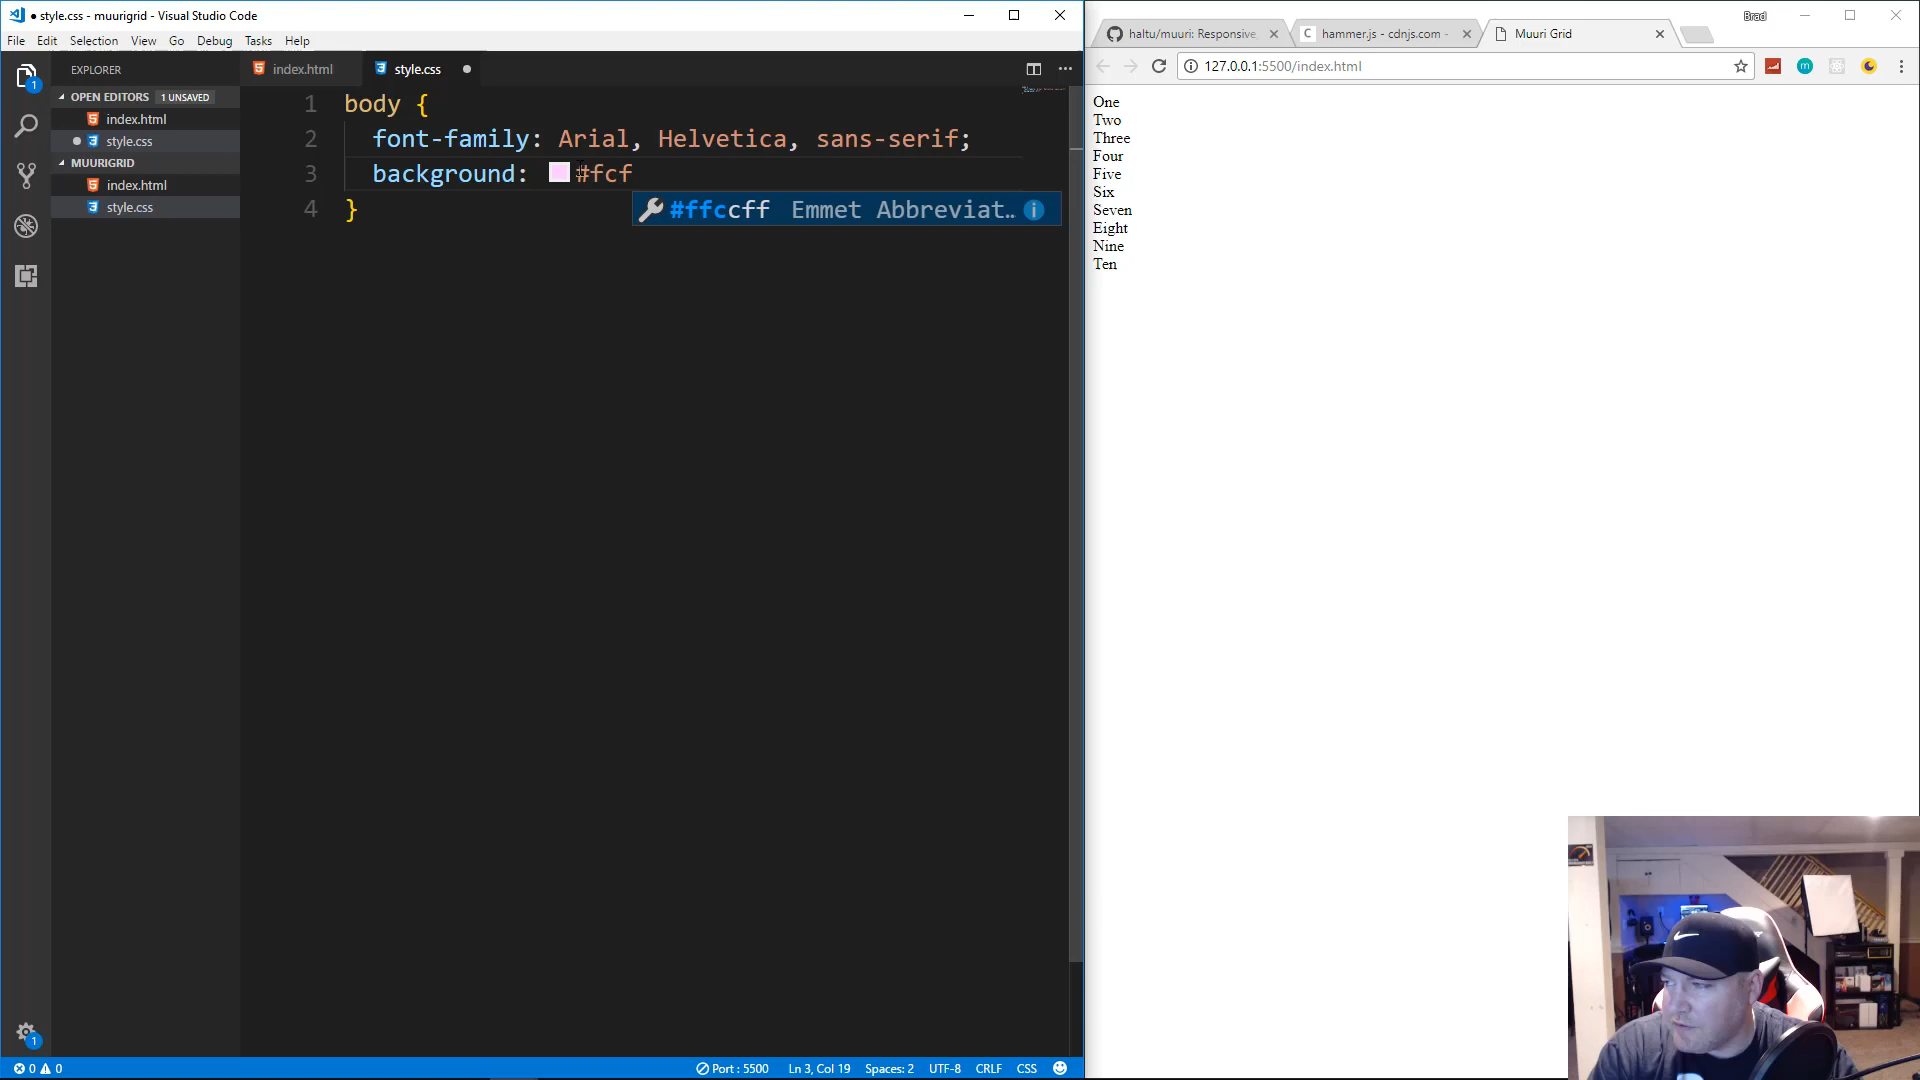 ● style.css - muurigrid - Visual Studio Code
File Edit Selection View Go Debug Tasks Help
EXPLORER
OPEN EDITORS 1 UNSAVED
index.html
style.css
MUURIGRID
index.html
style.css
1
1
index.html
style.css
1 body {
2 font-family: Arial, Helvetica, sans-serif;
3 background: #fcf
4 }
#ffccff Emmet Abbreviat...
0 0
Port : 5500 Ln 3, Col 19 Spaces: 2 UTF-8 CRLF CSS
Brad
haltu/muuri: Responsive,
hammer.js - cdnjs.com -
Muuri Grid
127.0.0.1:5500/index.html
One
Two
Three
Four
Five
Six
Seven
Eight
Nine
Ten